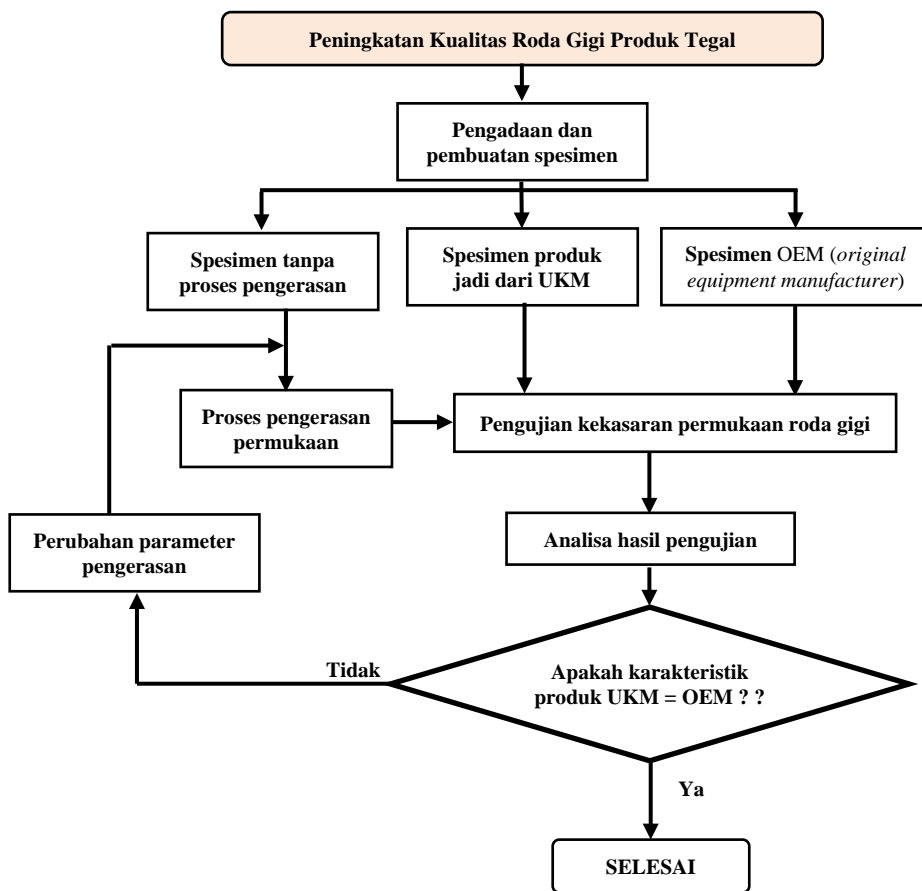 Peningkatan Kualitas Roda Gigi Produk Tegal
Pengadaan dan
pembuatan spesimen
Spesimen tanpa
proses pengerasan
Spesimen produk
jadi dari UKM
Spesimen OEM (original
equipment manufacturer)
Proses pengerasan
permukaan
Pengujian kekasaran permukaan roda gigi
Perubahan parameter
pengerasan
Analisa hasil pengujian
Tidak
Apakah karakteristik
produk UKM = OEM ? ?
Ya
SELESAI